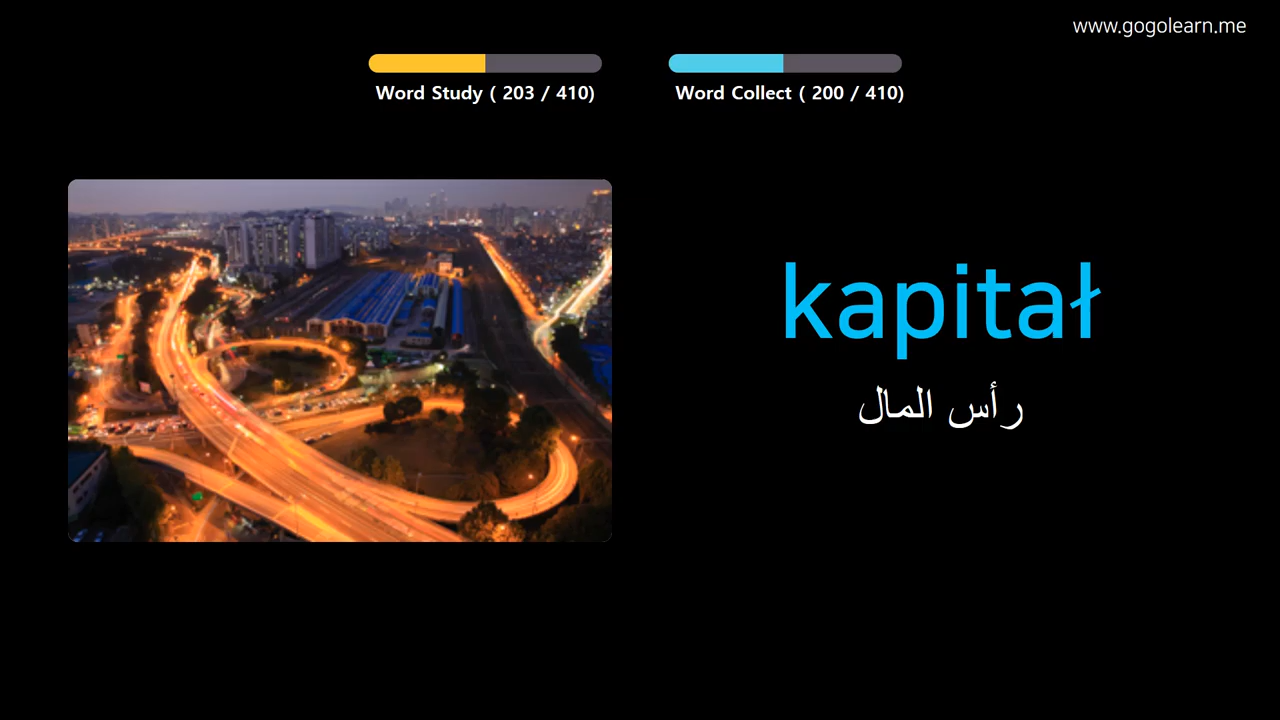 www.gogolearn.me
Word Study ( 203 / 410)
Word Collect ( 200 / 410)
kapitał
رأس المال